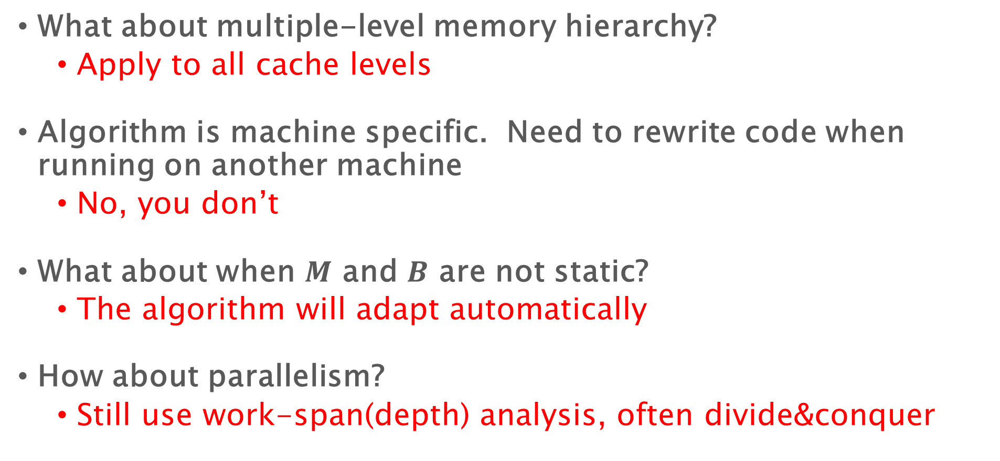 • What about multiple-level memory hierarchy?
• Apply to all cache levels
• Algorithm is machine specific.  Need to rewrite code when
running on another machine
• No, you don’t
• What about when M and B are not static?
• The algorithm will adapt automatically
• How about parallelism?
• Still use work-span(depth) analysis, often divide&conquer